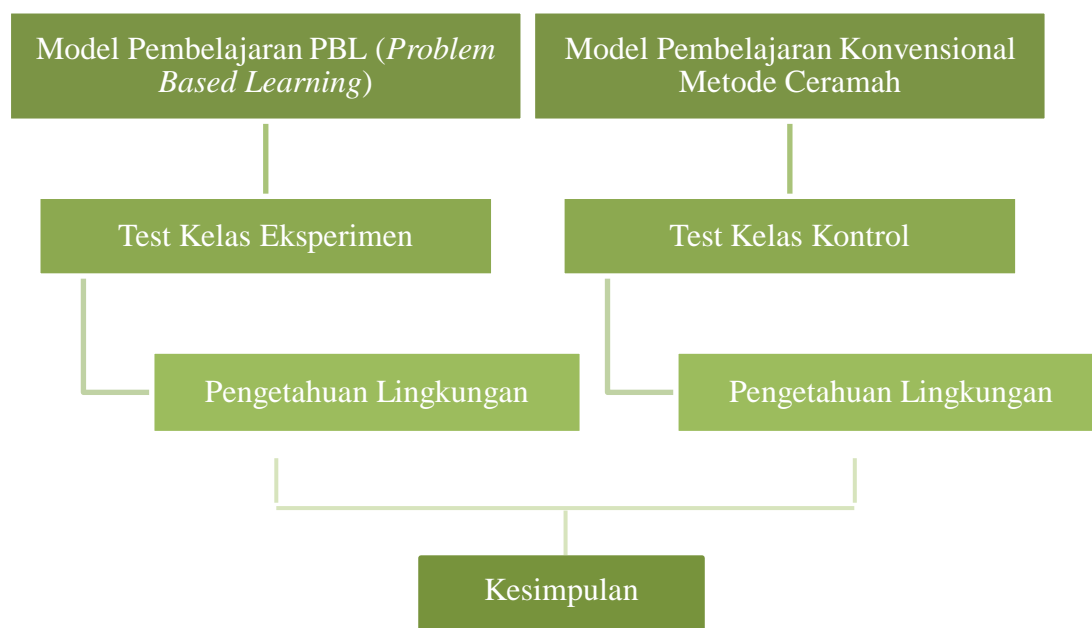 Model Pembelajaran PBL (Problem
Based Learning)
Model Pembelajaran Konvensional
Metode Ceramah
Test Kelas Eksperimen
Test Kelas Kontrol
Pengetahuan Lingkungan
Pengetahuan Lingkungan
Kesimpulan